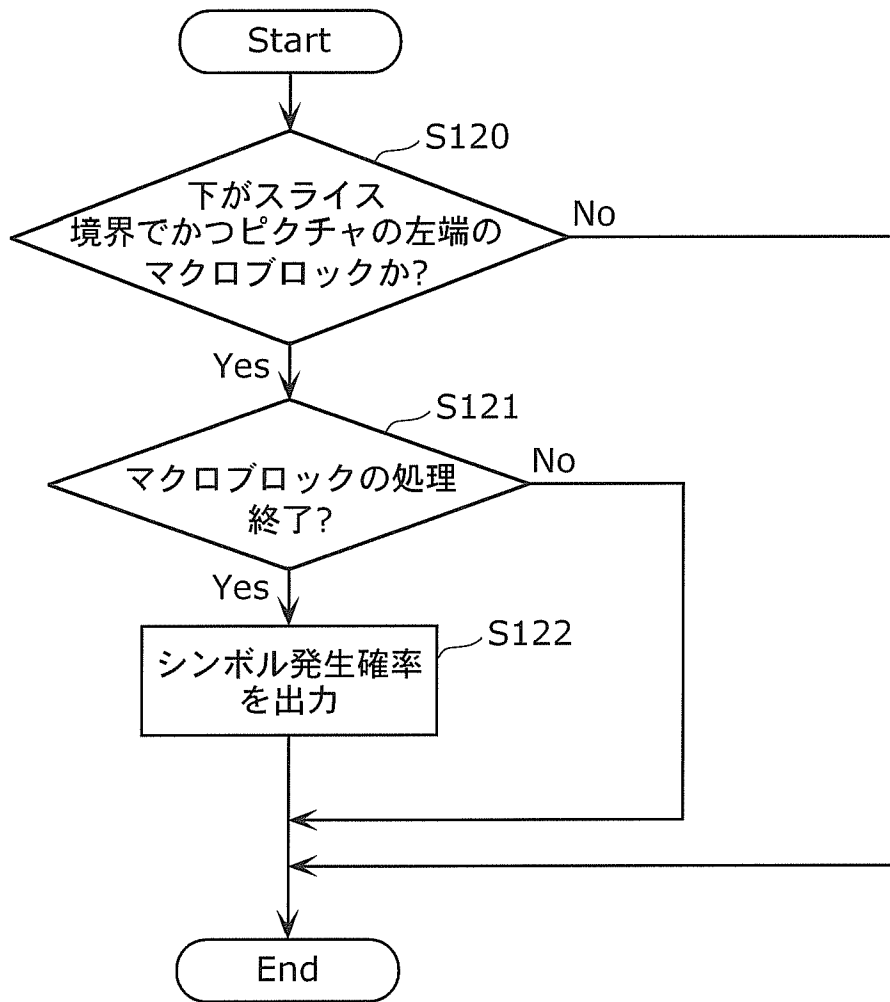 Start
S120
下がスライス
境界でかつピクチャの左端の
マクロブロックか?
No
Yes
S121
マクロブロックの処理
終了?
No
Yes
S122
シンボル発生確率
を出力
End